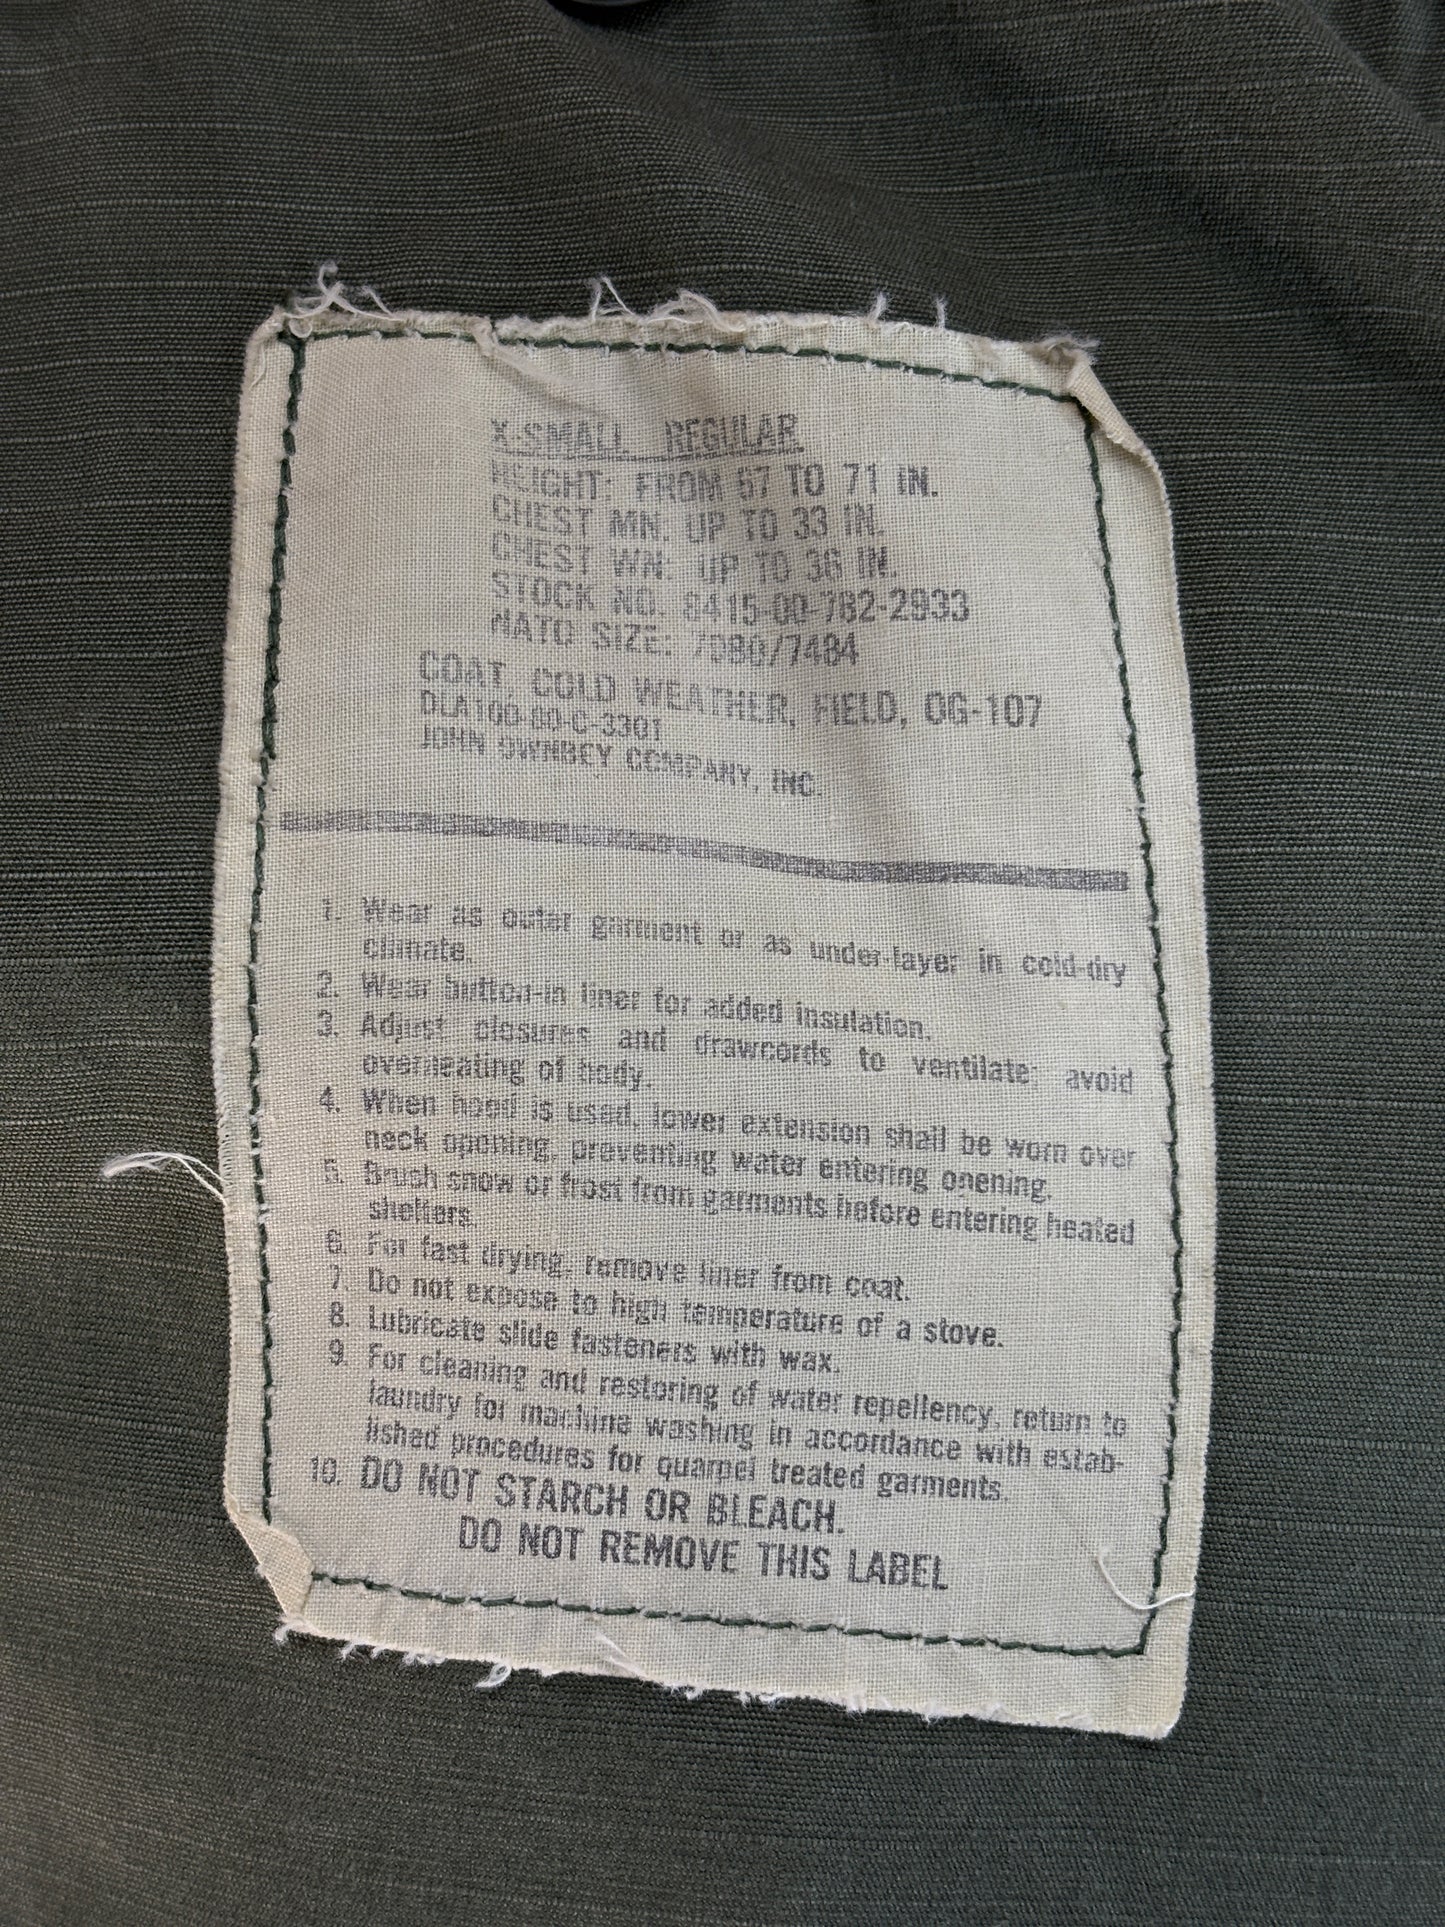 X-SMALL REGULAR
HEIGHT: FROM 67 TO 71 IN.
CHEST MN. UP TO 33 IN.
CHEST WN: UP TO 36 IN.
STOCK NO. 8415-00-782-2933
NATO SIZE: 7080/7484
COAT, COLD WEATHER, FIELD, OG-107
DLA100-80-C-3301
JOHN OWNBEY COMPANY, INC.
1. Wear as outer garment or as under-layer in cold-dry
climate.
2. Wear button-in liner for added insulation.
3. Adjust closures and drawcords to ventilate; avoid
overheating of body.
4. When hood is used, lower extension shall be worn over
neck opening, preventing water entering opening.
5. Brush snow or frost from garments before entering heated
shelters.
6. For fast drying, remove liner from coat.
7. Do not expose to high temperature of a stove.
8. Lubricate slide fasteners with wax.
9. For cleaning and restoring of water repellency, return to
laundry for machine washing in accordance with estab-
lished procedures for quarpel treated garments.
10. DO NOT STARCH OR BLEACH.
DO NOT REMOVE THIS LABEL